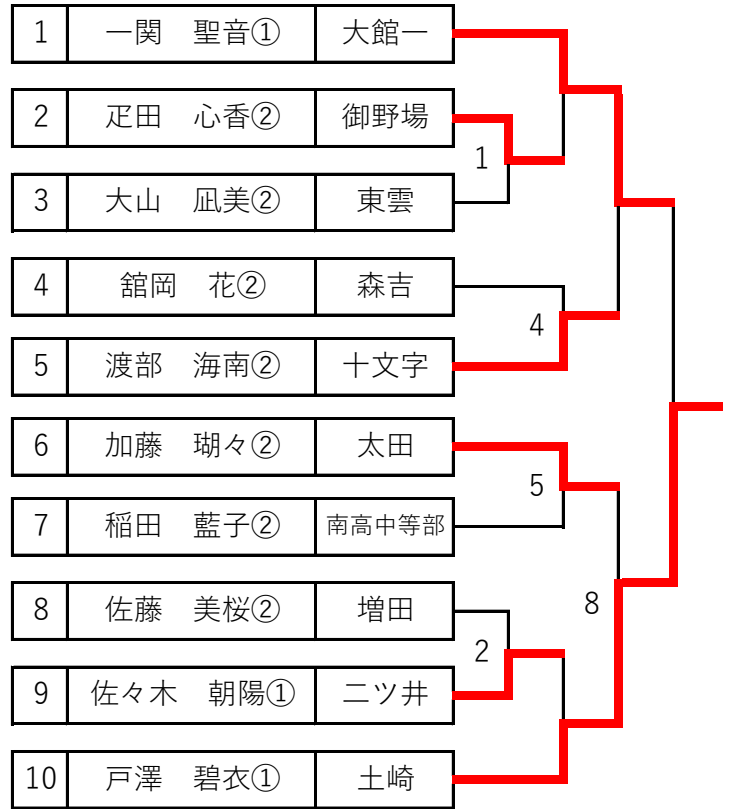 1 一関 聖音① 大館一
2 疋田 心香② 御野場
1
3 大山 凪美② 東雲
4 舘岡 花② 森吉
4
5 渡部 海南② 十文字
6 加藤 瑚々② 太田
5
7 稲田 藍子② 南高中等部
8 佐藤 美桜② 増田
8
2
9 佐々木 朝陽① 二ツ井
10 戸澤 碧衣① 土崎